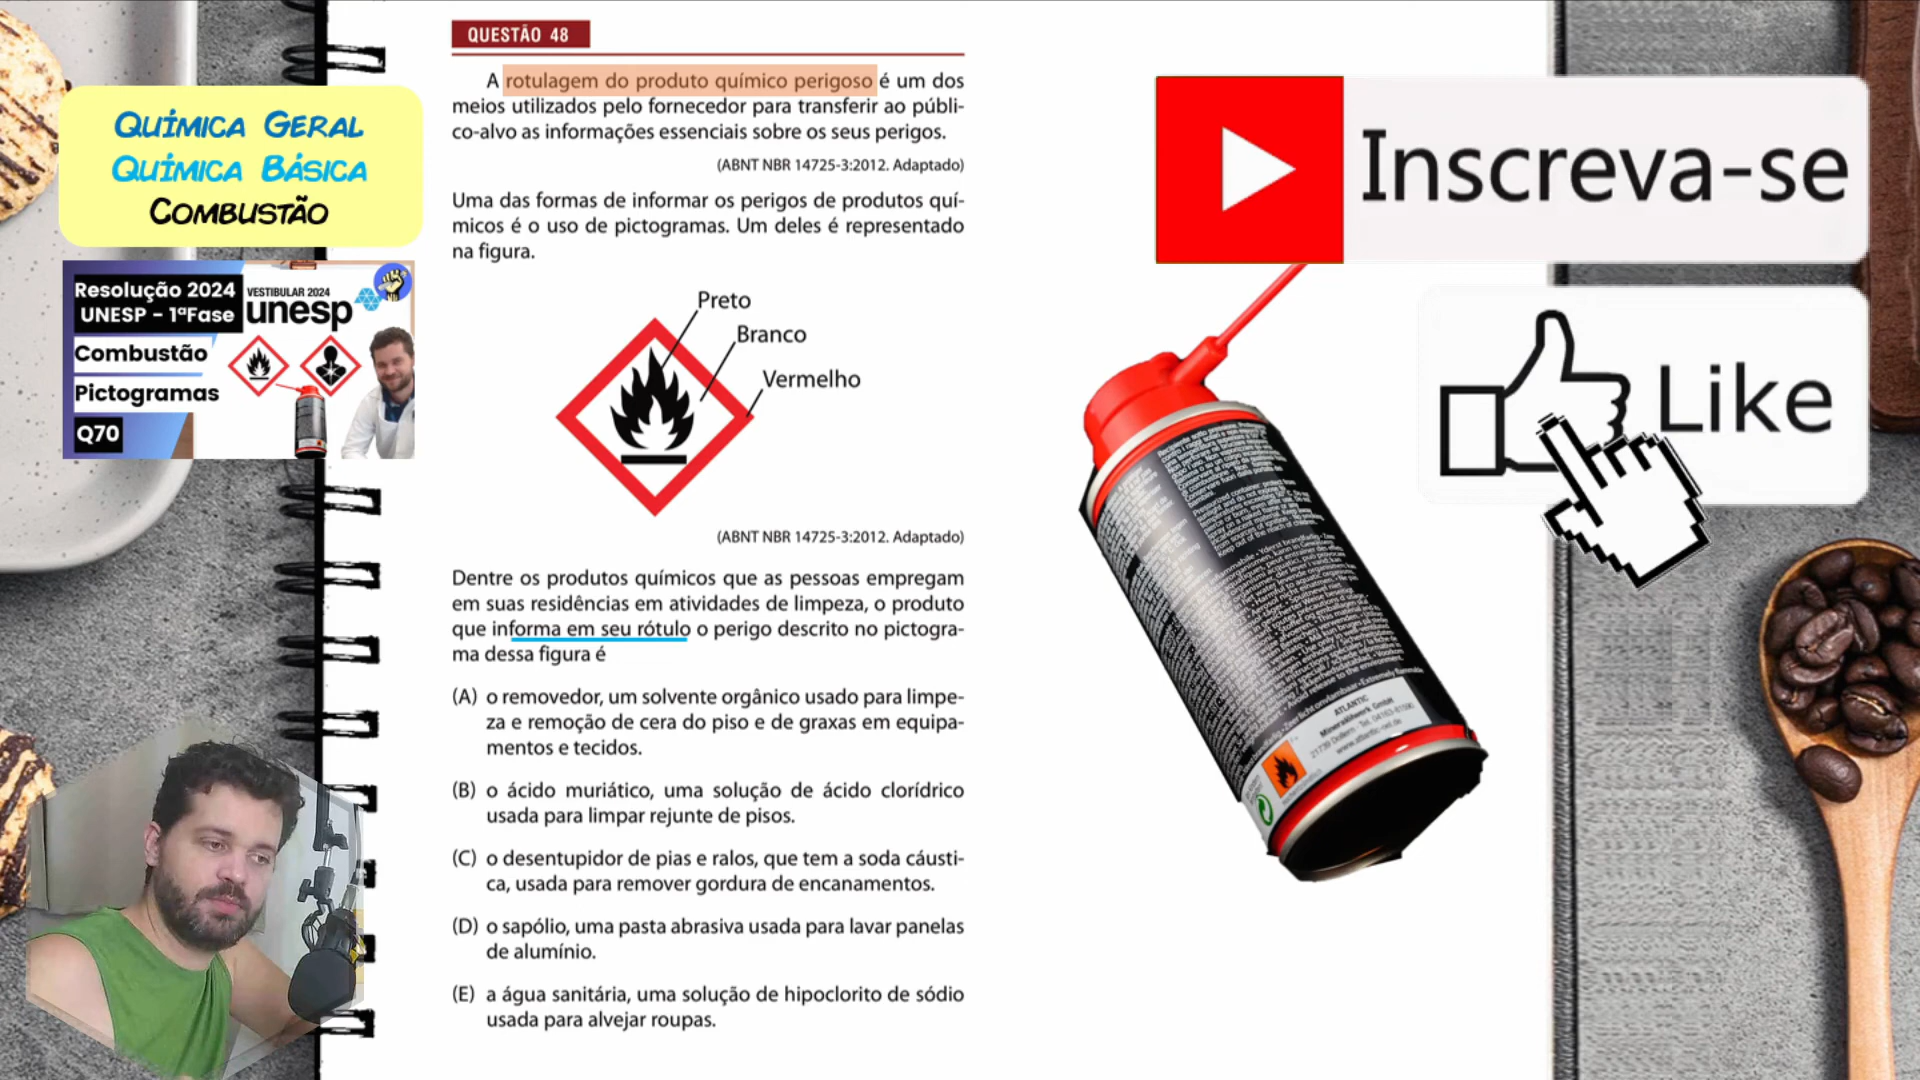 QUESTÃO 48
A rotulagem do produto químico perigoso é um dos
meios utilizados pelo fornecedor para transferir ao públi-
co-alvo as informações essenciais sobre os seus perigos.
(ABNT NBR 14725-3:2012. Adaptado)
Uma das formas de informar os perigos de produtos quí-
micos é o uso de pictogramas. Um deles é representado
na figura.
Preto
Branco
Vermelho
(ABNT NBR 14725-3:2012. Adaptado)
Dentre os produtos químicos que as pessoas empregam
em suas residências em atividades de limpeza, o produto
que informa em seu rótulo o perigo descrito no pictogra-
ma dessa figura é
(A) o removedor, um solvente orgânico usado para limpe-
za e remoção de cera do piso e de graxas em equipa-
mentos e tecidos.
(B) o ácido muriático, uma solução de ácido clorídrico
usada para limpar rejunte de pisos.
(C) o desentupidor de pias e ralos, que tem a soda cáusti-
ca, usada para remover gordura de encanamentos.
(D) o sapólio, uma pasta abrasiva usada para lavar panelas
de alumínio.
(E) a água sanitária, uma solução de hipoclorito de sódio
usada para alvejar roupas.
Química Geral
Química Básica
Combustão
Resolução 2024
UNESP - 1ªFase
VESTIBULAR 2024
unesp
Combustão
Pictogramas
Q70
Inscreva-se
Like
ATLANTIC